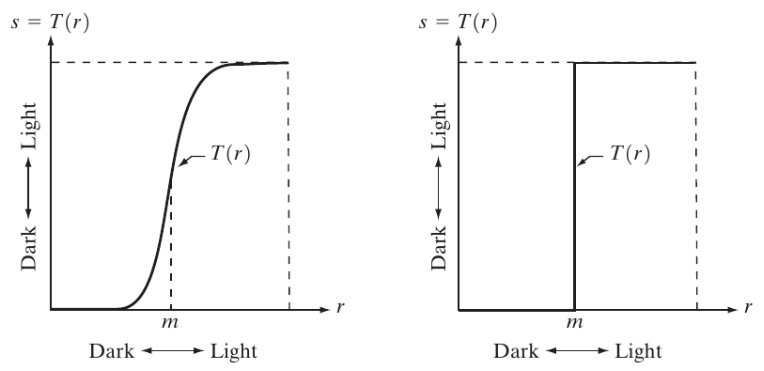 s = T(r)
Dark ↔ Light
T(r)
m
r
Dark ↔ Light
s = T(r)
Dark ↔ Light
T(r)
m
r
Dark ↔ Light